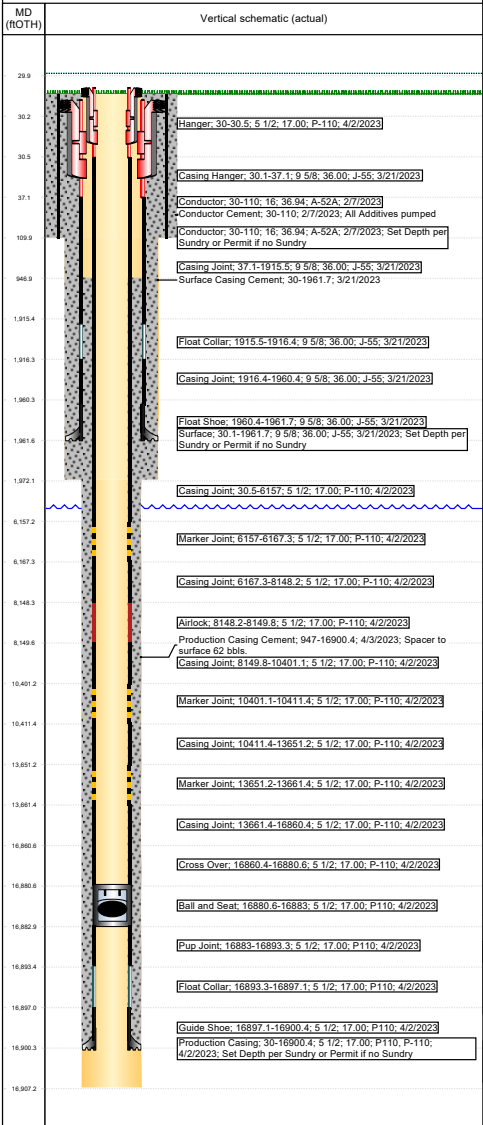 MD
(ftOTH)
Vertical schematic (actual)
29.9
30.2
Hanger; 30-30.5; 5 1/2; 17.00; P-110; 4/2/2023
30.5
Casing Hanger; 30.1-37.1; 9 5/8; 36.00; J-55; 3/21/2023
37.1
Conductor; 30-110; 16; 36.94; A-52A; 2/7/2023
Conductor Cement; 30-110; 2/7/2023; All Additives pumped
109.9
Conductor; 30-110; 16; 36.94; A-52A; 2/7/2023; Set Depth per
Sundry or Permit if no Sundry
Casing Joint; 37.1-1915.5; 9 5/8; 36.00; J-55; 3/21/2023
946.9
Surface Casing Cement; 30-1961.7; 3/21/2023
1,915.4
Float Collar; 1915.5-1916.4; 9 5/8; 36.00; J-55; 3/21/2023
1,916.3
Casing Joint; 1916.4-1960.4; 9 5/8; 36.00; J-55; 3/21/2023
1,960.3
Float Shoe; 1960.4-1961.7; 9 5/8; 36.00; J-55; 3/21/2023
1,961.6
Surface; 30.1-1961.7; 9 5/8; 36.00; J-55; 3/21/2023; Set Depth per
Sundry or Permit if no Sundry
1,972.1
Casing Joint; 30.5-6157; 5 1/2; 17.00; P-110; 4/2/2023
6,157.2
Marker Joint; 6157-6167.3; 5 1/2; 17.00; P-110; 4/2/2023
6,167.3
Casing Joint; 6167.3-8148.2; 5 1/2; 17.00; P-110; 4/2/2023
8,148.3
Airlock; 8148.2-8149.8; 5 1/2; 17.00; P-110; 4/2/2023
8,149.6
Production Casing Cement; 947-16900.4; 4/3/2023; Spacer to
surface 62 bbls.
Casing Joint; 8149.8-10401.1; 5 1/2; 17.00; P-110; 4/2/2023
10,401.2
Marker Joint; 10401.1-10411.4; 5 1/2; 17.00; P-110; 4/2/2023
10,411.4
Casing Joint; 10411.4-13651.2; 5 1/2; 17.00; P-110; 4/2/2023
13,651.2
Marker Joint; 13651.2-13661.4; 5 1/2; 17.00; P-110; 4/2/2023
13,661.4
Casing Joint; 13661.4-16860.4; 5 1/2; 17.00; P-110; 4/2/2023
16,860.6
Cross Over; 16860.4-16880.6; 5 1/2; 17.00; P-110; 4/2/2023
16,880.6
Ball and Seat; 16880.6-16883; 5 1/2; 17.00; P110; 4/2/2023
16,882.9
Pup Joint; 16883-16893.3; 5 1/2; 17.00; P110; 4/2/2023
16,893.4
Float Collar; 16893.3-16897.1; 5 1/2; 17.00; P110; 4/2/2023
16,897.0
Guide Shoe; 16897.1-16900.4; 5 1/2; 17.00; P110; 4/2/2023
16,900.3
Production Casing; 30-16900.4; 5 1/2; 17.00; P110, P-110;
4/2/2023; Set Depth per Sundry or Permit if no Sundry
16,907.2